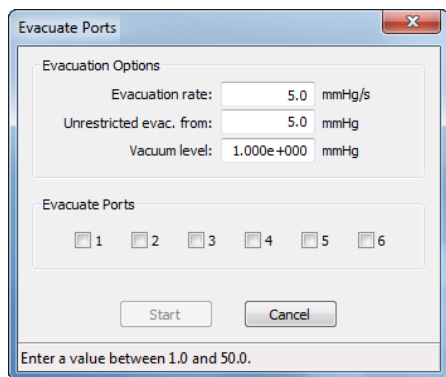 Evacuate Ports
Evacuation Options
Evacuation rate: 5.0 mmHg/s
Unrestricted evac. from: 5.0 mmHg
Vacuum level: 1.000e+000 mmHg
Evacuate Ports
1 2 3 4 5 6
Start Cancel
Enter a value between 1.0 and 50.0.